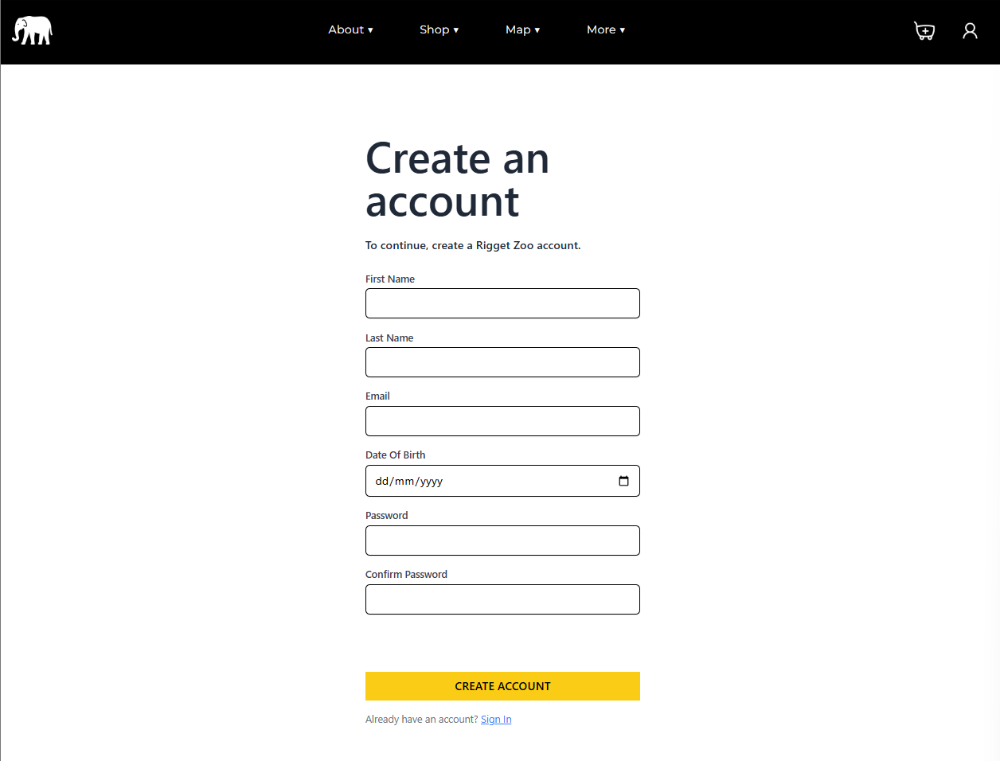 About ▾
Shop ▾
Map ▾
More ▾
Create an
account
To continue, create a Rigget Zoo account.
First Name
Last Name
Email
Date Of Birth
dd/mm/yyyy
Password
Confirm Password
CREATE ACCOUNT
Already have an account? Sign In